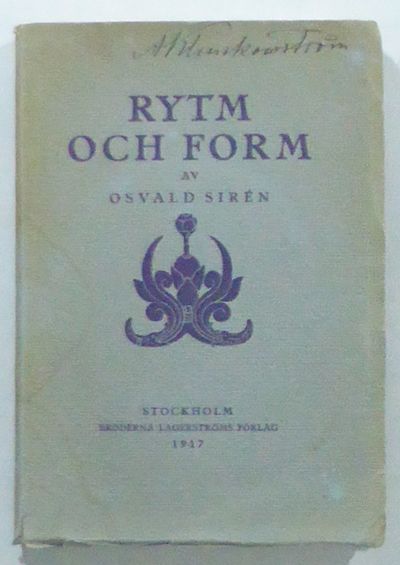 RYTM
OCH FORM
AV
OSVALD SIRÉN
STOCKHOLM
BRÖDERNA LAGERSTRÖMS FÖRLAG
1917